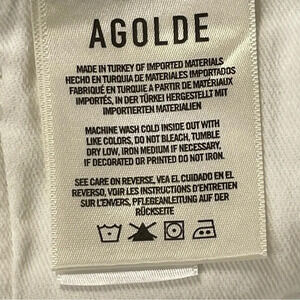 AGOLDE
MADE IN TURKEY OF IMPORTED MATERIALS
HECHO EN TURQUIA DE MATERIALES IMPORTADOS
FABRIQUÉ EN TURQUIE A PARTIR DE MATÉRIAUX
IMPORTÉS, IN DER TÜRKEI HERGESTELLT MIT
IMPORTIERTEN MATERIALIEN
MACHINE WASH COLD INSIDE OUT WITH
LIKE COLORS, DO NOT BLEACH, TUMBLE
DRY LOW, IRON MEDIUM IF NECESSARY,
IF DECORATED OR PRINTED DO NOT IRON.
SEE CARE ON REVERSE, VEA EL CUIDADO EN EL
REVERSO, VOIR LES INSTRUCTIONS D'ENTRETIEN
SUR L'ENVERS, PFLEGEANLEITUNG AUF DER
RÜCKSEITE